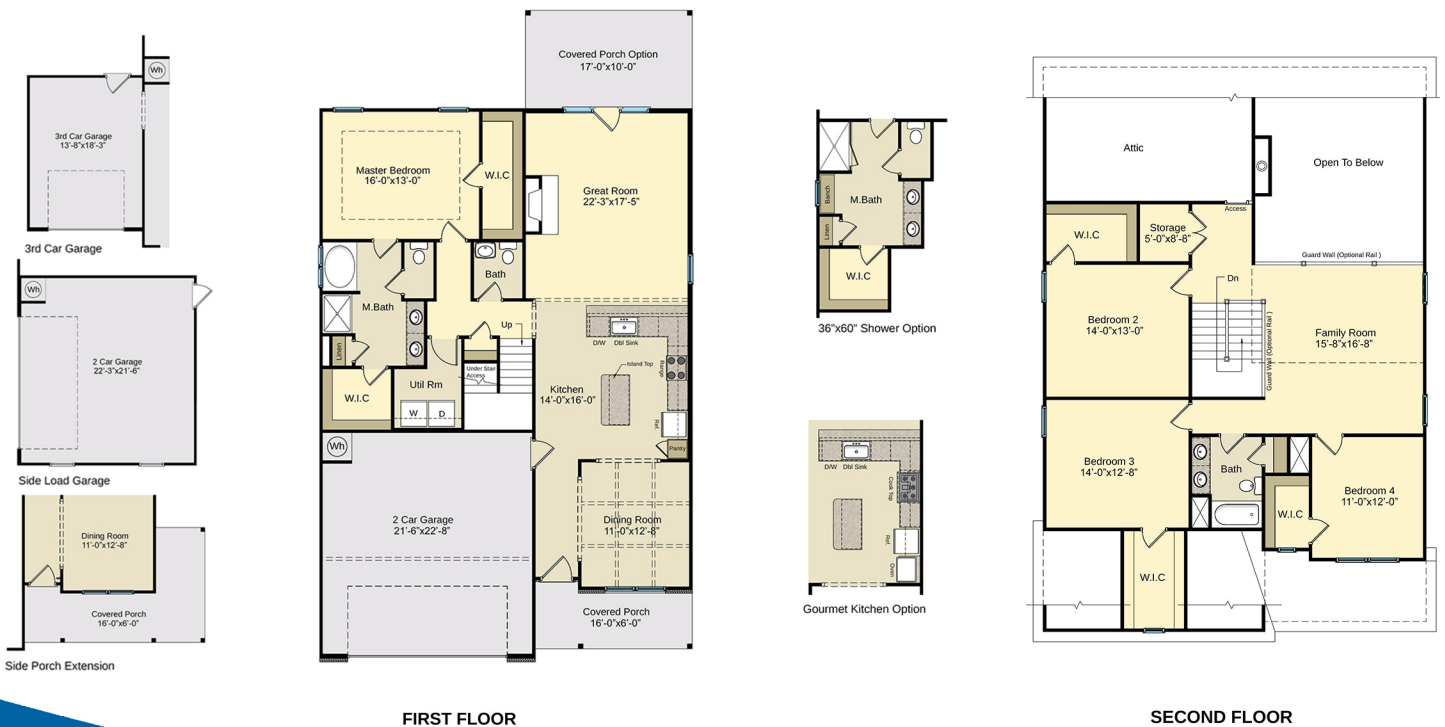 Wh
3rd Car Garage
13'-8"x18'-3"
3rd Car Garage
Wh
2 Car Garage
22'-3"x21'-6"
Side Load Garage
Dining Room
11'-0"x12'-8"
Covered Porch
16'-0"x6'-0"
Side Porch Extension
Covered Porch Option
17'-0"x10'-0"
Master Bedroom
16'-0"x13'-0"
W.I.C
Great Room
22'-3"x17'-5"
Bath
M.Bath
Up
Linen
D/W Dbl Sink
Under Stair
Access
Island Top
Range
Util Rm
Kitchen
14'-0"x16'-0"
W.I.C
W D
Ref.
Pantry
Wh
2 Car Garage
21'-6"x22'-8"
Dining Room
11'-0"x12'-8"
Covered Porch
16'-0"x6'-0"
FIRST FLOOR
Banch
M.Bath
Linen
W.I.C
36"x60" Shower Option
D/W Dbl Sink
Cook Top
Ref.
Oven
Gourmet Kitchen Option
Attic
Open To Below
Access
W.I.C
Storage
5'-0"x8'-8"
Guard Wall (Optional Rail )
Dn
Bedroom 2
14'-0"x13'-0"
Guard Wall (Optional Rail )
Family Room
15'-8"x16'-8"
Bedroom 3
14'-0"x12'-8"
Bath
Bedroom 4
11'-0"x12'-0"
W.I.C
W.I.C
SECOND FLOOR